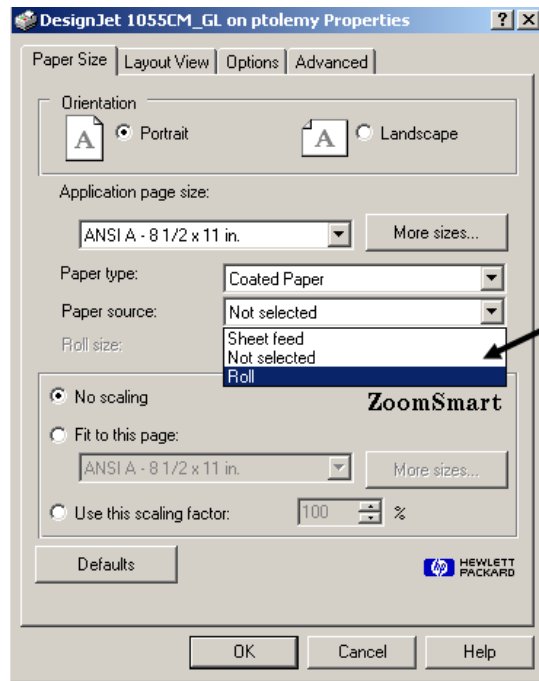 DesignJet 1055CM_GL on ptolemy Properties ? X
Paper Size Layout View Options Advanced
Orientation
A Portrait A Landscape
Application page size:
ANSI A - 8 1/2 x 11 in. More sizes...
Paper type: Coated Paper
Paper source: Not selected
Sheet feed
Roll size: Not selected
Roll
No scaling ZoomSmart
Fit to this page:
ANSI A - 8 1/2 x 11 in. More sizes...
Use this scaling factor: 100 %
Defaults hp HEWLETT
PACKARD
OK Cancel Help